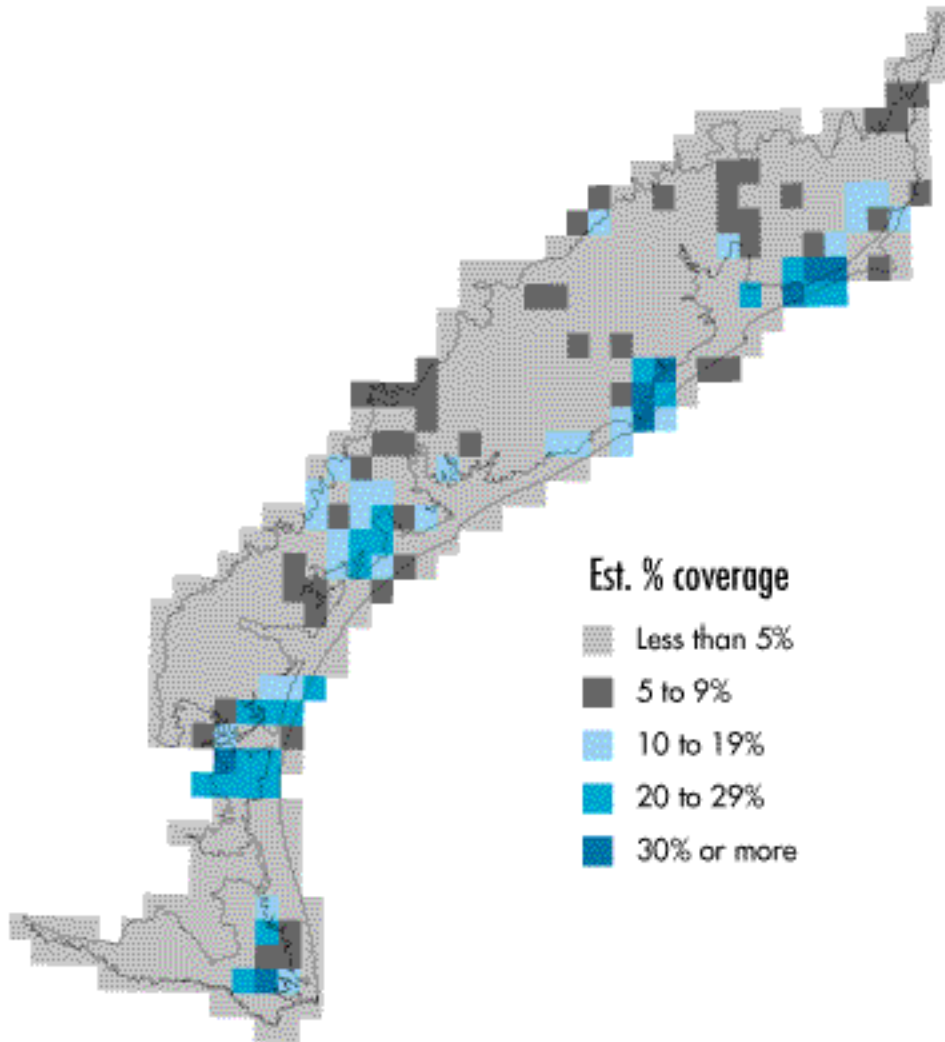 Est. % coverage
Less than 5%
5 to 9%
10 to 19%
20 to 29%
30% or more